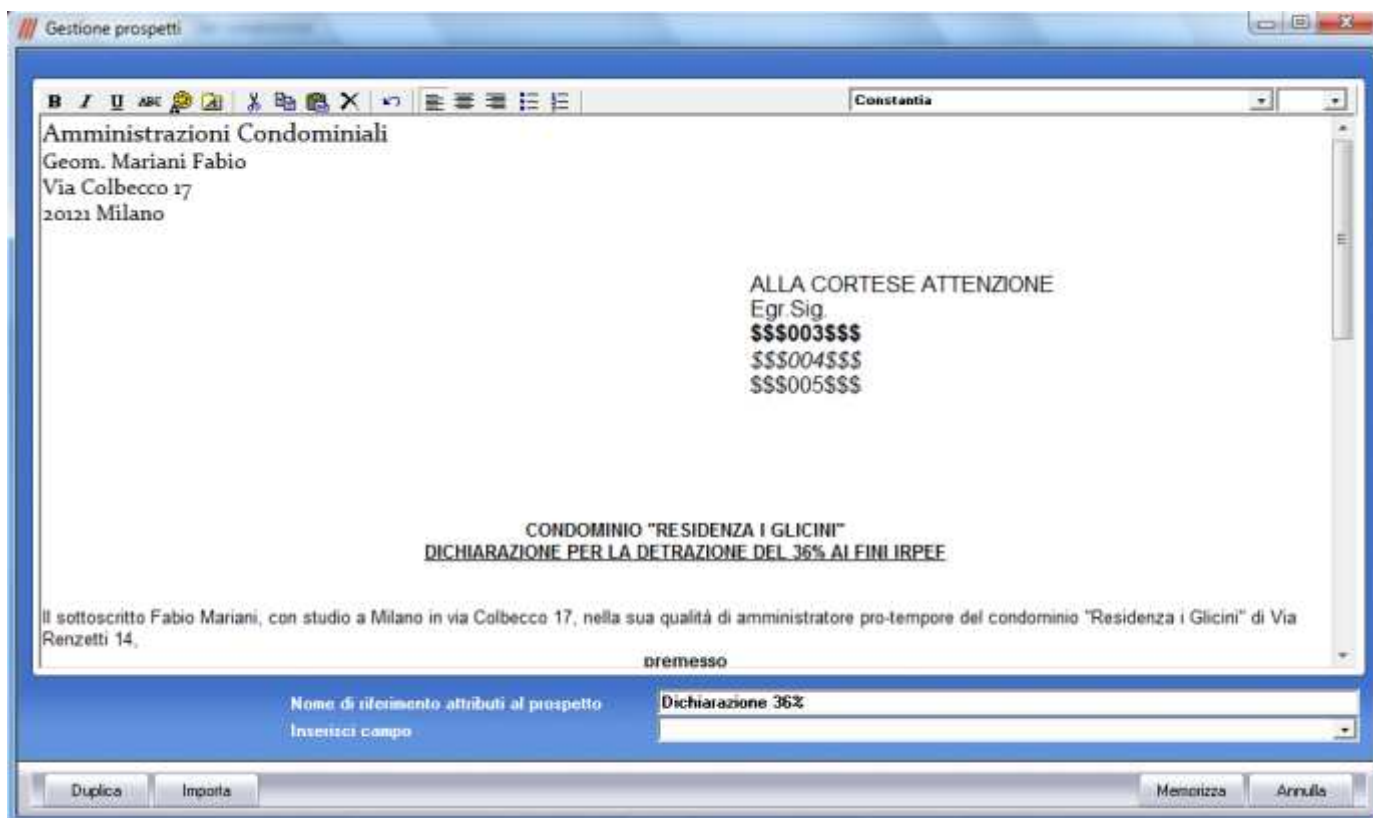 Gestione prospetti
B I U ABC
Constantia
Amministrazioni Condominiali
Geom. Mariani Fabio
Via Colbecco 17
20121 Milano
ALLA CORTESE ATTENZIONE
Egr.Sig.
$$$003$$$
$$$004$$$
$$$005$$$
CONDOMINIO "RESIDENZA I GLICINI"
DICHIARAZIONE PER LA DETRAZIONE DEL 36% AI FINI IRPEF
Il sottoscritto Fabio Mariani, con studio a Milano in via Colbecco 17, nella sua qualità di amministratore pro-tempore del condominio "Residenza i Glicini" di Via
Renzetti 14,
premesso
Nome di riferimento attributi al prospetto
Dichiarazione 36%
Inserisci campo
Duplica
Importa
Memorizza
Annulla